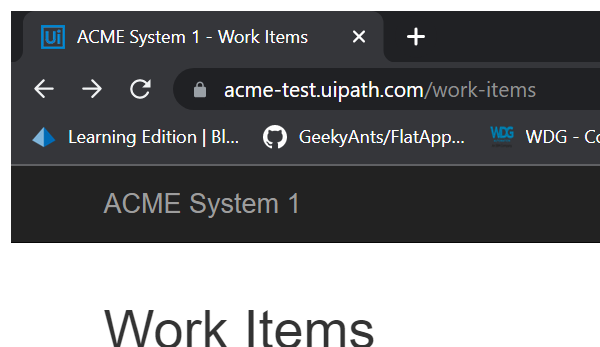 Ui ACME System 1 - Work Items
acme-test.uipath.com/work-items
Learning Edition | Bl... GeekyAnts/FlatApp... WDG WDG - Co
ACME System 1
Work Items